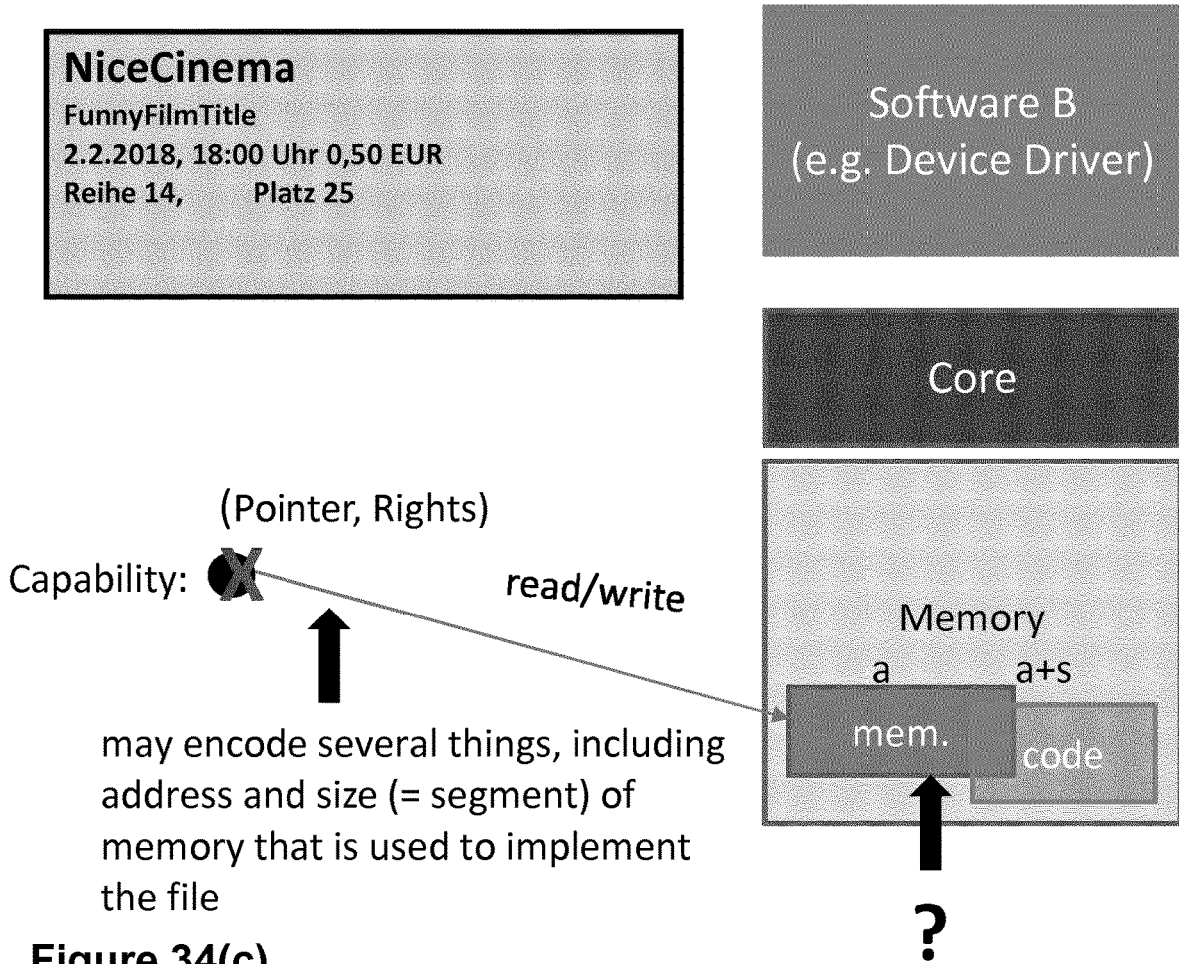 NiceCinema
FunnyFilmTitle
2.2.2018, 18:00 Uhr 0,50 EUR
Reihe 14, Platz 25
Software B
(e.g. Device Driver)
Core
(Pointer, Rights)
Capability: X
read/write
Memory
a a+s
mem.
code
may encode several things, including
address and size (= segment) of
memory that is used to implement
the file
?
Figure 34(c)